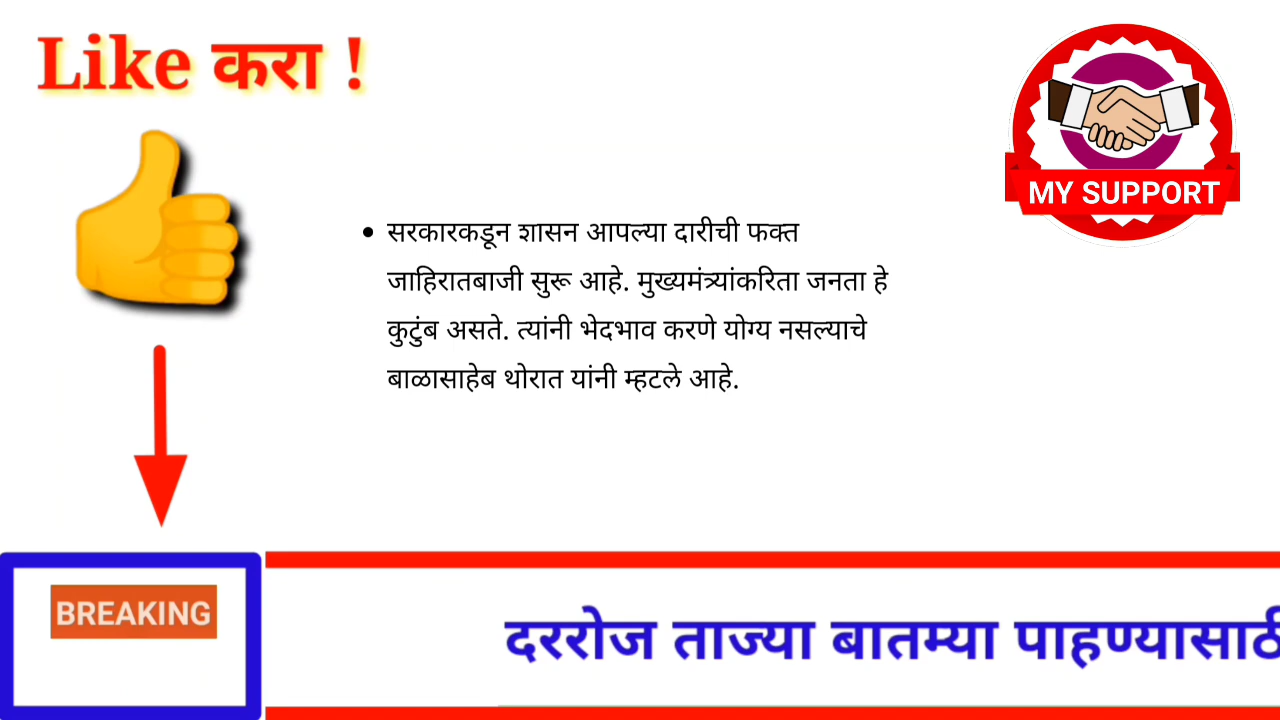 Like करा !
MY SUPPORT
• सरकारकडून शासन आपल्या दारीची फक्त
जाहिरातबाजी सुरू आहे. मुख्यमंत्र्यांकरिता जनता हे
कुटुंब असते. त्यांनी भेदभाव करणे योग्य नसल्याचे
बाळासाहेब थोरात यांनी म्हटले आहे.
BREAKING
दररोज ताज्या बातम्या पाहण्यासाठी